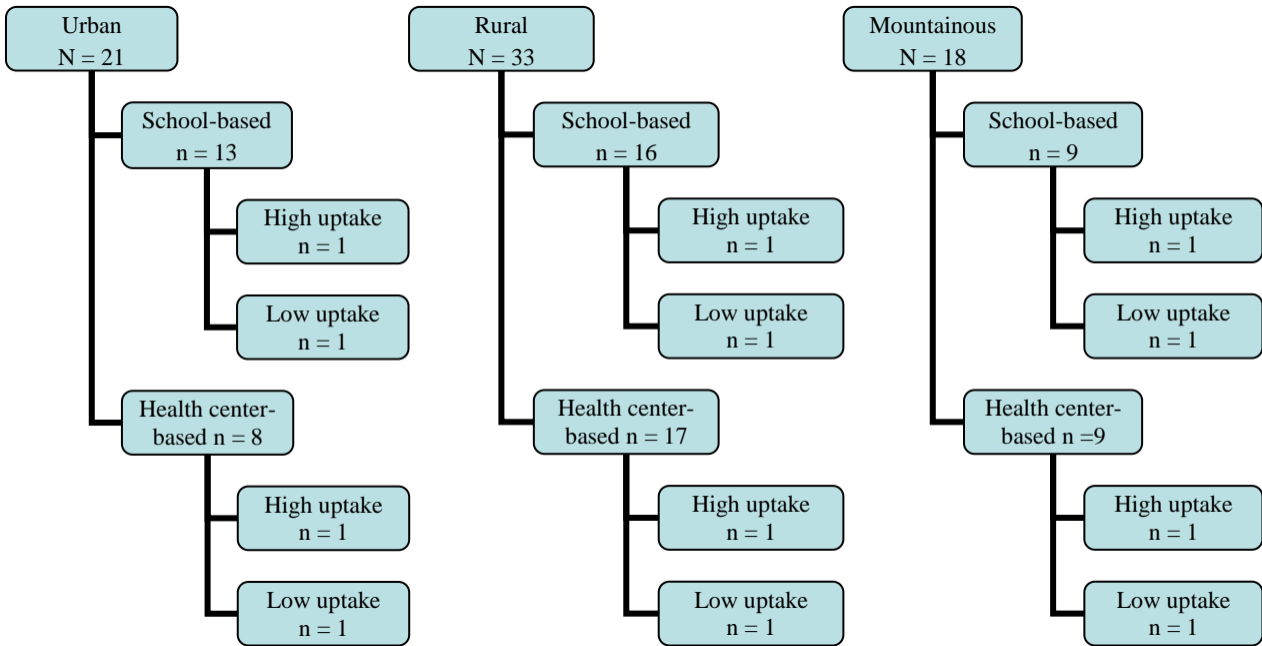 Urban
N = 21
School-based
n = 13
High uptake
n = 1
Low uptake
n = 1
Health center-
based n = 8
High uptake
n = 1
Low uptake
n = 1
Rural
N = 33
School-based
n = 16
High uptake
n = 1
Low uptake
n = 1
Health center-
based n = 17
High uptake
n = 1
Low uptake
n = 1
Mountainous
N = 18
School-based
n = 9
High uptake
n = 1
Low uptake
n = 1
Health center-
based n =9
High uptake
n = 1
Low uptake
n = 1